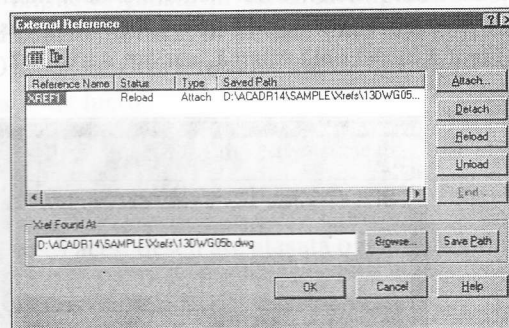 External Reference
Reference Name Status Type Saved Path
XREF1 Reload Attach D:\ACADR14\SAMPLE\Xrefs\13DWG05...
Attach...
Detach
Reload
Unload
Xref Found At
D:\ACADR14\SAMPLE\Xrefs\13DWG05b.dwg
Browse...
Save Path
OK
Cancel
Help